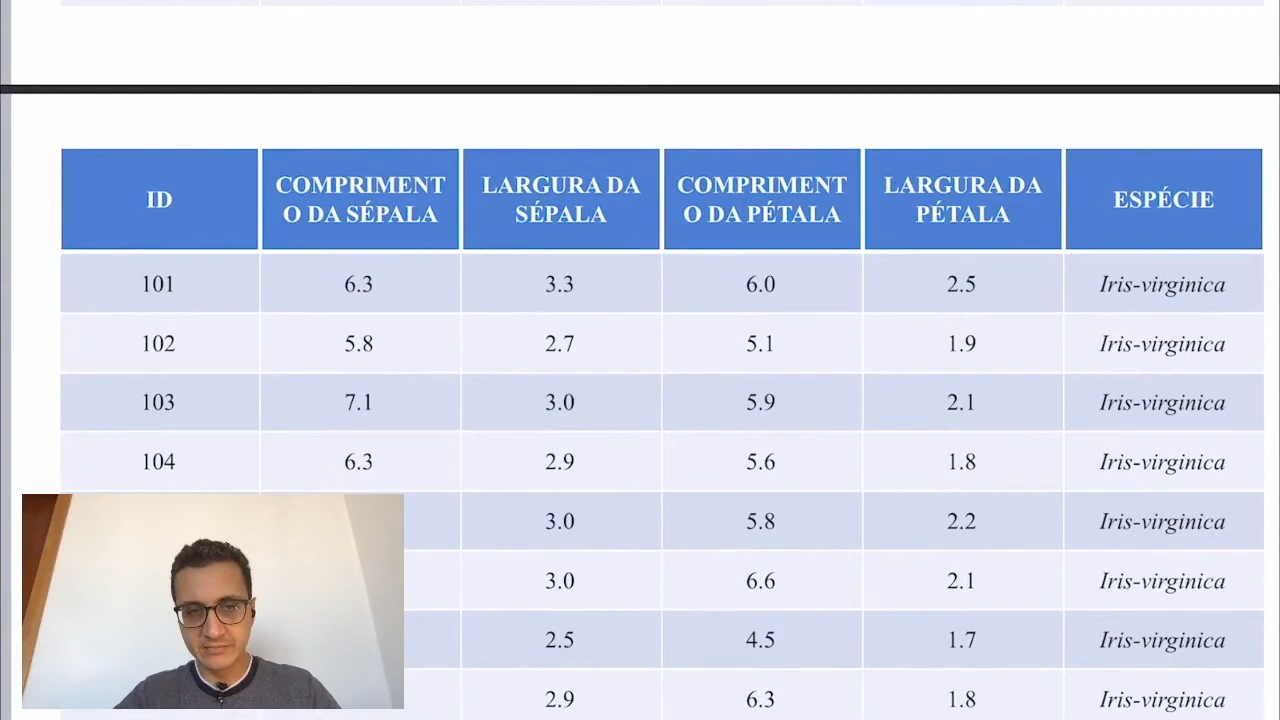 ID
COMPRIMENT
O DA SÉPALA
LARGURA DA
SÉPALA
COMPRIMENT
O DA PÉTALA
LARGURA DA
PÉTALA
ESPÉCIE
101 6.3 3.3 6.0 2.5 Iris-virginica
102 5.8 2.7 5.1 1.9 Iris-virginica
103 7.1 3.0 5.9 2.1 Iris-virginica
104 6.3 2.9 5.6 1.8 Iris-virginica
3.0 5.8 2.2 Iris-virginica
3.0 6.6 2.1 Iris-virginica
2.5 4.5 1.7 Iris-virginica
2.9 6.3 1.8 Iris-virginica